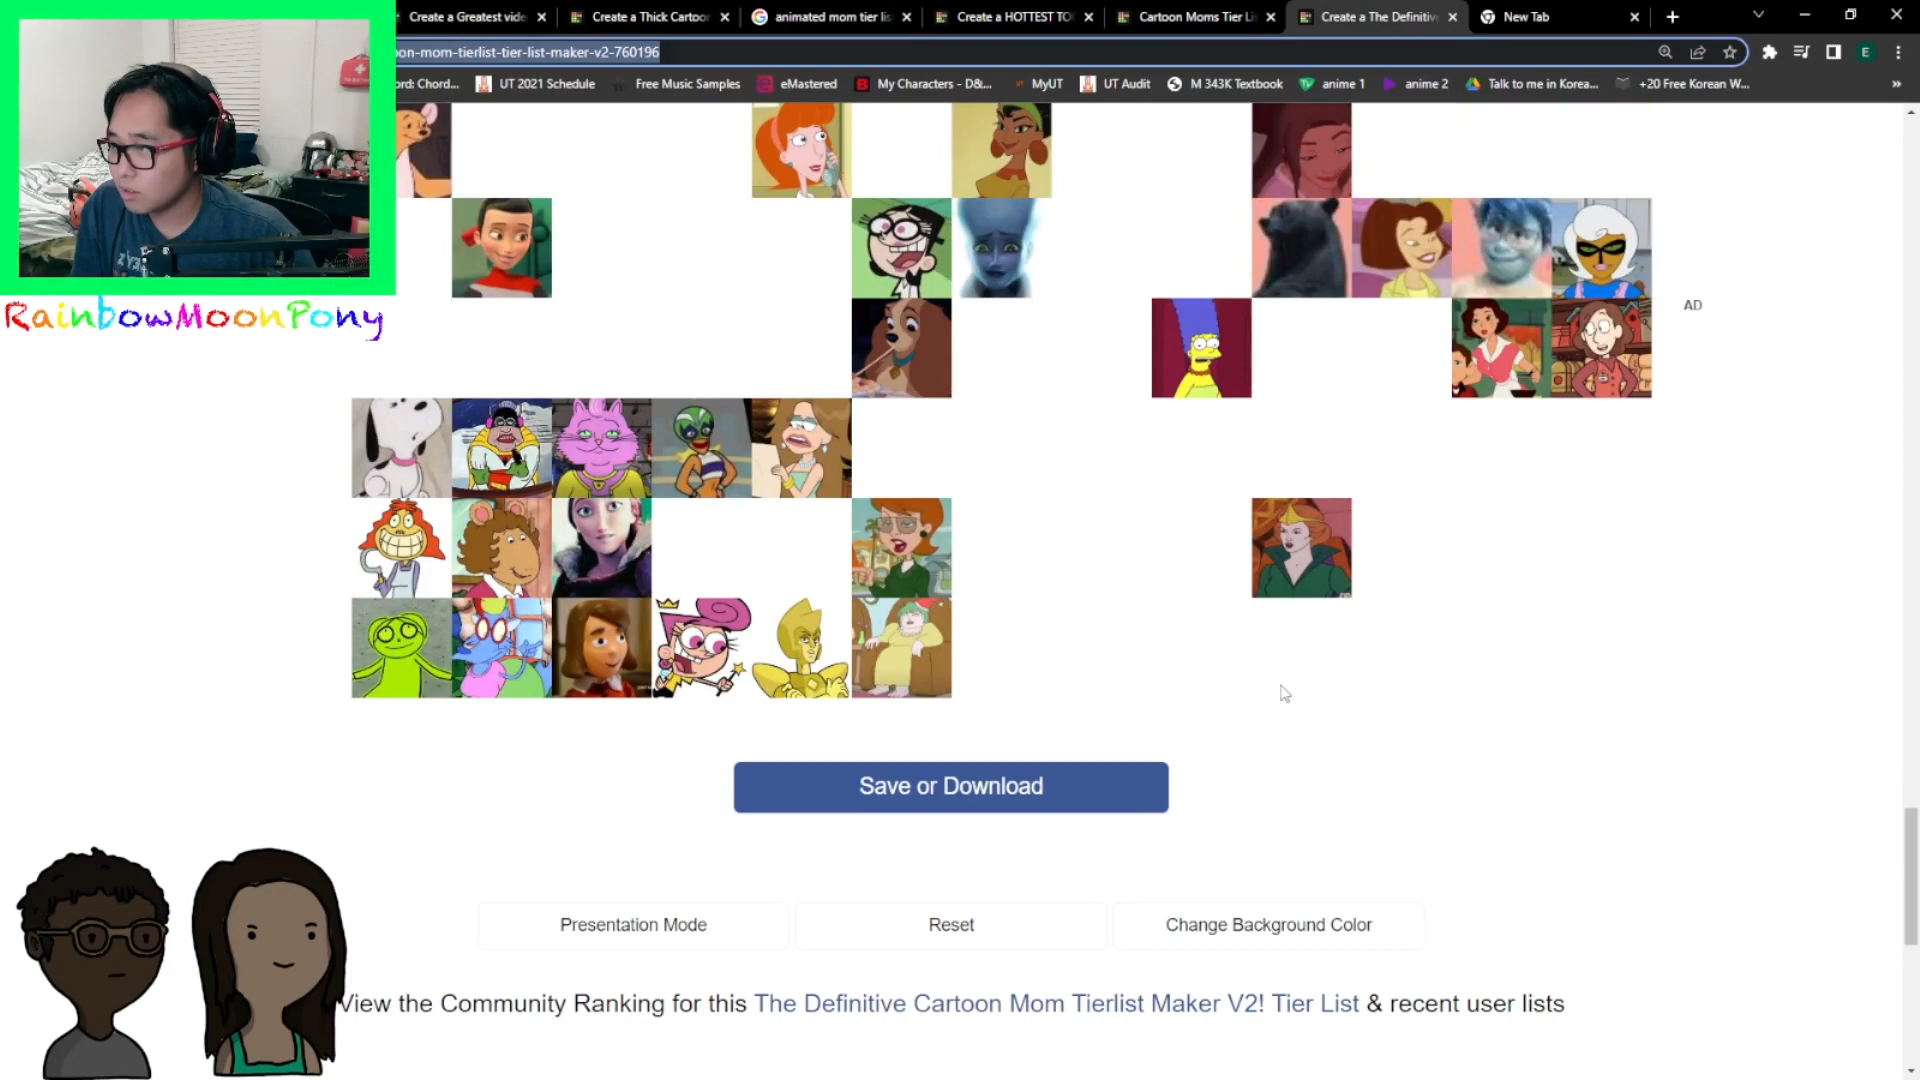 Create a Greatest vide
Create a Thick Cartoor
animated mom tier lis
Create a HOTTEST TO
Cartoon Moms Tier Li
Create a The Definitiv
New Tab
oon-mom-tierlist-tier-list-maker-v2-760196
E
ord: Chord...
UT 2021 Schedule
Free Music Samples
eMastered
My Characters - D&...
MyUT
UT Audit
M 343K Textbook
anime 1
anime 2
Talk to me in Korea...
+20 Free Korean W...
»
RainbowMoonPony
AD
Save or Download
Presentation Mode
Reset
Change Background Color
View the Community Ranking for this The Definitive Cartoon Mom Tierlist Maker V2! Tier List & recent user lists